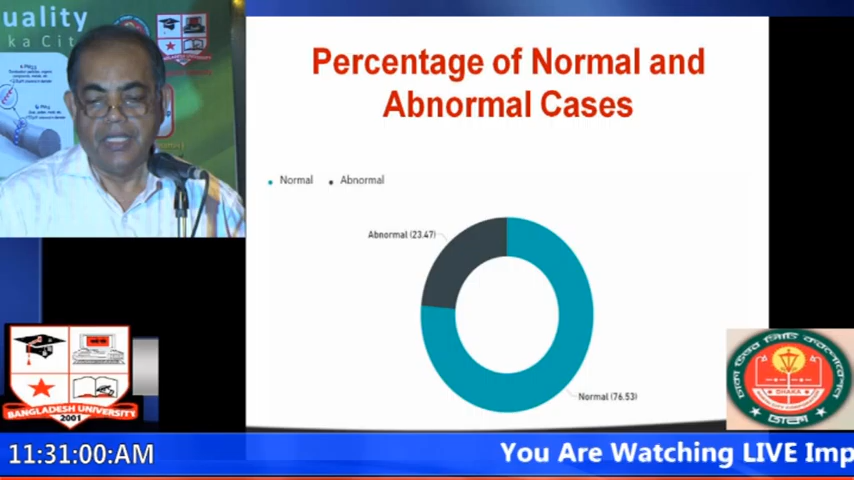 uality
ka Cit
Percentage of Normal and
Abnormal Cases
Normal
Abnormal
Abnormal (23.47)
Normal (76.53)
BANGLADESH UNIVERSITY
2001
DHAKA
ঢাকা
11:31:00:AM
You Are Watching LIVE Imp